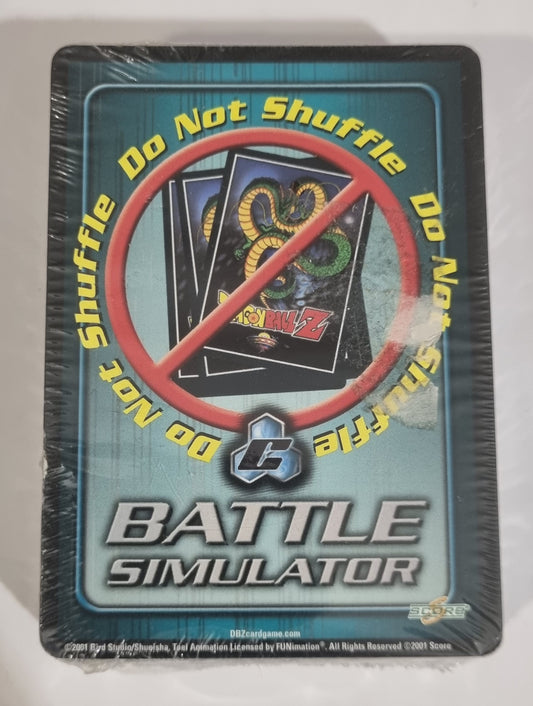 Do Not Shuffle
Do Not Shuffle
Do Not Shuffle
DRAGON BALL Z
C
BATTLE
SIMULATOR
SCORE
DBZcardgame.com
©2001 Bird Studio/Shueisha, Toei Animation Licensed by FUNimation®. All Rights Reserved ©2001 Score